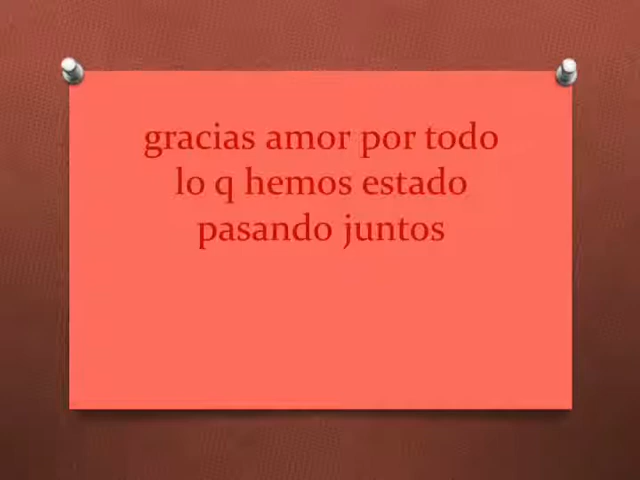 gracias amor por todo
lo q hemos estado
pasando juntos